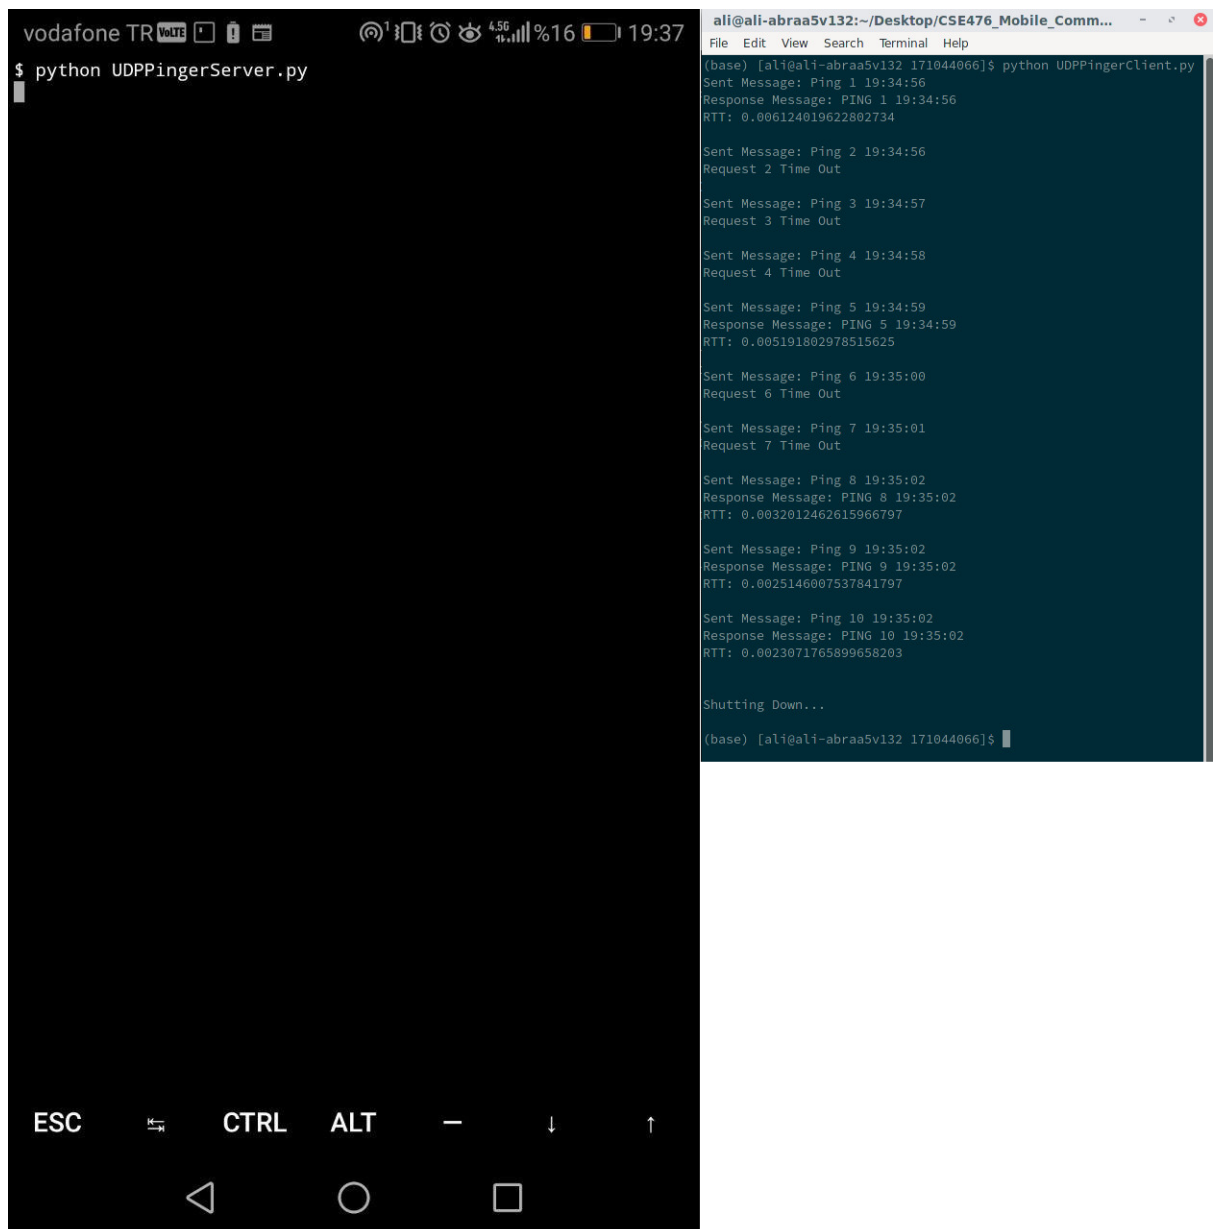 vodafone TR VoLTE 4.5G %16 19:37
$ python UDPPingerServer.py
ESC CTRL ALT
ali@ali-abraa5v132:~/Desktop/CSE476_Mobile_Comm...
File Edit View Search Terminal Help
(base) [ali@ali-abraa5v132 171044066]$ python UDPPingerClient.py
Sent Message: Ping 1 19:34:56
Response Message: PING 1 19:34:56
RTT: 0.006124019622802734
Sent Message: Ping 2 19:34:56
Request 2 Time Out
Sent Message: Ping 3 19:34:57
Request 3 Time Out
Sent Message: Ping 4 19:34:58
Request 4 Time Out
Sent Message: Ping 5 19:34:59
Response Message: PING 5 19:34:59
RTT: 0.005191802978515625
Sent Message: Ping 6 19:35:00
Request 6 Time Out
Sent Message: Ping 7 19:35:01
Request 7 Time Out
Sent Message: Ping 8 19:35:02
Response Message: PING 8 19:35:02
RTT: 0.0032012462615966797
Sent Message: Ping 9 19:35:02
Response Message: PING 9 19:35:02
RTT: 0.0025146007537841797
Sent Message: Ping 10 19:35:02
Response Message: PING 10 19:35:02
RTT: 0.0023071765899658203
Shutting Down...
(base) [ali@ali-abraa5v132 171044066]$